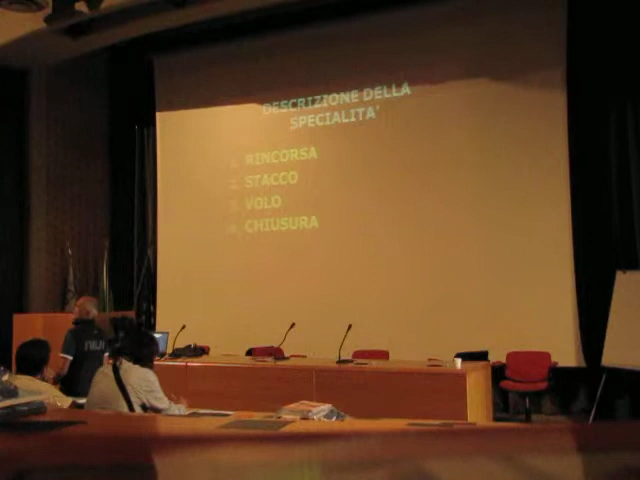 DESCRIZIONE DELLA
SPECIALITA'
RINCORSA
STACCO
VOLO
CHIUSURA